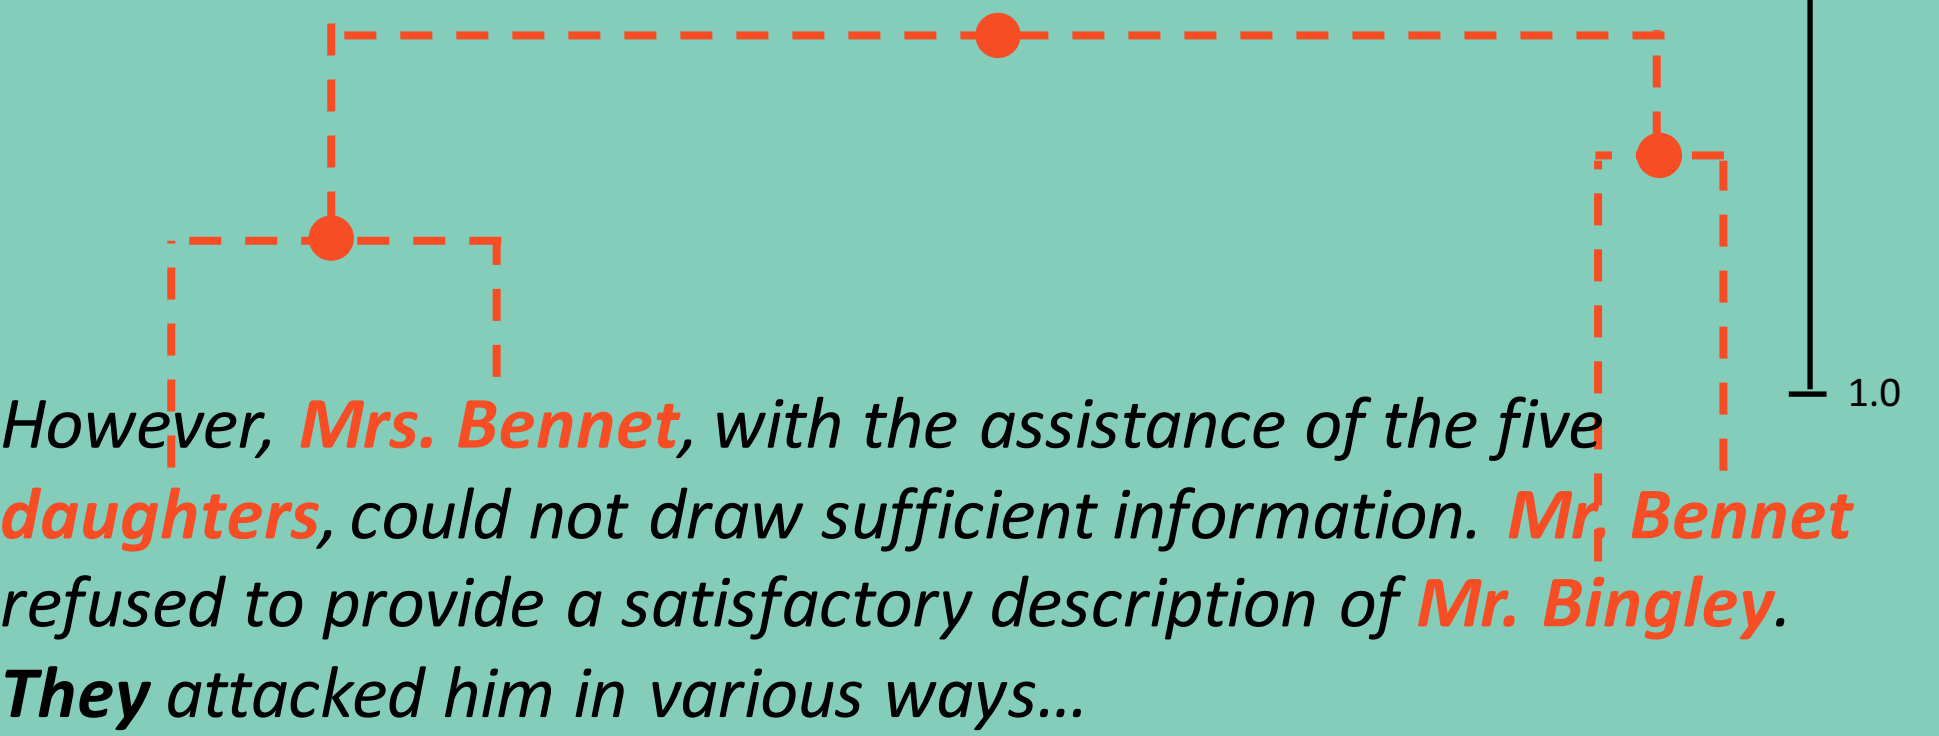 1.0
However, Mrs. Bennet, with the assistance of the five
daughters, could not draw sufficient information. Mr. Bennet
refused to provide a satisfactory description of Mr. Bingley.
They attacked him in various ways...